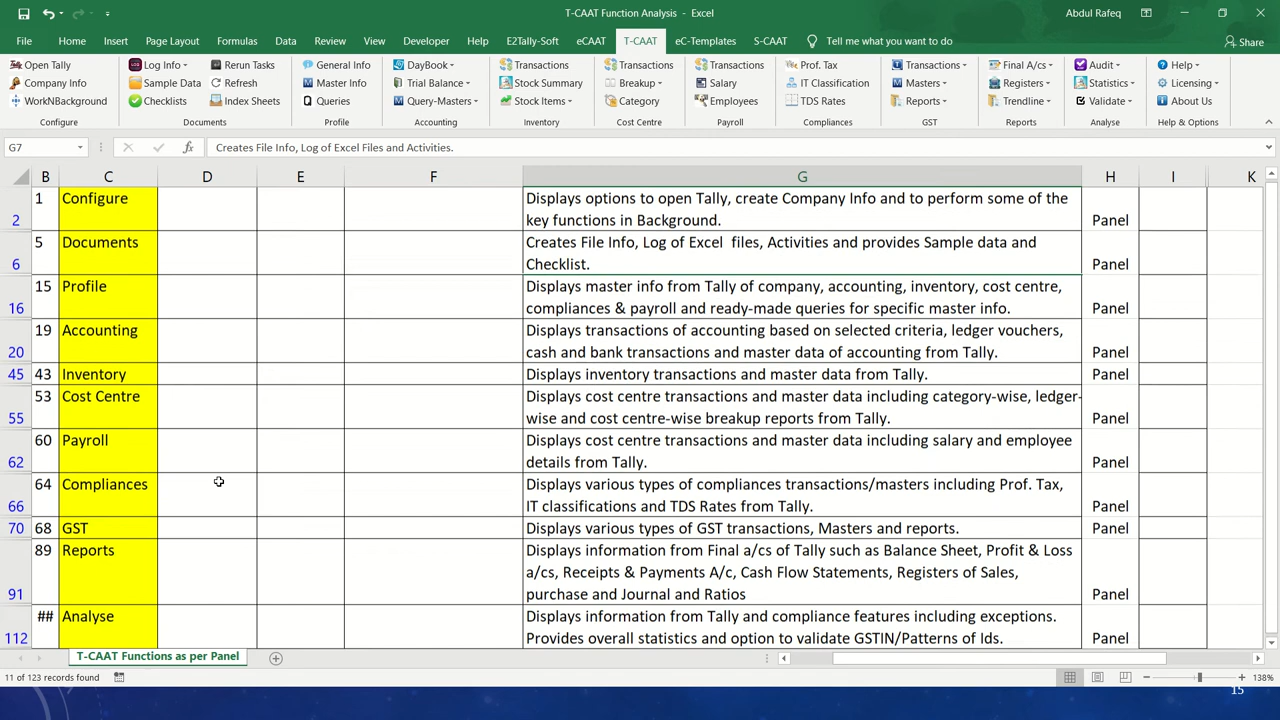 T-CAAT Function Analysis - Excel
Abdul Rafeq
File Home Insert Page Layout Formulas Data Review View Developer Help E2Tally-Soft eCAAT T-CAAT eC-Templates S-CAAT Tell me what you want to do Share
Open Tally Log Info Rerun Tasks General Info DayBook Transactions Transactions Transactions Prof. Tax Transactions Final A/cs Audit Help
Company Info Sample Data Refresh Master Info Trial Balance Stock Summary Breakup Salary IT Clasification Masters Registers Statistics Licensing
WorkNBackground Checklists Index Sheets Queries Query-Masters Stock Items Category Employees TDS Rates Reports Trendline Validate About Us
Configure Documents Profile Accounting Inventory Cost Centre Payroll Compliances GST Reports Analyse Help & Options
G7 Creates File Info, Log of Excel Files and Activities.
B C D E F G H I K
1 Configure Displays options to open Tally, create Company Info and to perform some of the
2 key functions in Background. Panel
5 Documents Creates File Info, Log of Excel files, Activities and provides Sample data and
6 Checklist. Panel
15 Profile Displays master info from Tally of company, accounting, inventory, cost centre,
16 compliances & payroll and ready-made queries for specific master info. Panel
19 Accounting Displays transactions of accounting based on selected criteria, ledger vouchers,
20 cash and bank transactions and master data of accounting from Tally. Panel
45 43 Inventory Displays inventory transactions and master data from Tally. Panel
53 Cost Centre Displays cost centre transactions and master data including category-wise, ledger-
55 wise and cost centre-wise breakup reports from Tally. Panel
60 Payroll Displays cost centre transactions and master data including salary and employee
62 details from Tally. Panel
64 Compliances Displays various types of compliances transactions/masters including Prof. Tax,
66 IT classifications and TDS Rates from Tally. Panel
70 68 GST Displays various types of GST transactions, Masters and reports. Panel
89 Reports Displays information from Final a/cs of Tally such as Balance Sheet, Profit & Loss
a/cs, Receipts & Payments A/c, Cash Flow Statements, Registers of Sales,
91 purchase and Journal and Ratios Panel
## Analyse Displays information from Tally and compliance features including exceptions.
112 Provides overall statistics and option to validate GSTIN/Patterns of Ids. Panel
T-CAAT Functions as per Panel
11 of 123 records found 138%
15